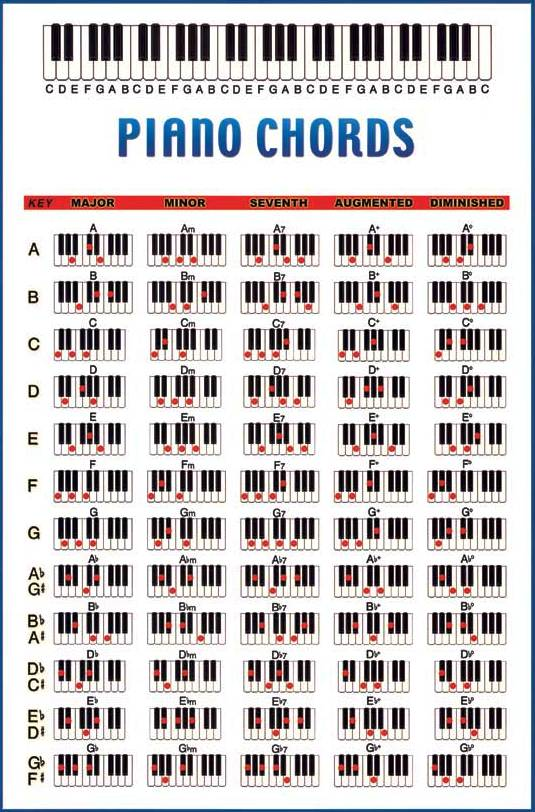 C D E F G A B C D E F G A B C D E F G A B C D E F G A B C D E F G A B C
PIANO CHORDS
KEY MAJOR MINOR SEVENTH AUGMENTED DIMINISHED
A Am A7 A+ A°
A
B Bm B7 B+ B°
B
C Cm C7 C+ C°
C
D Dm D7 D+ D°
D
E Em E7 E+ E°
E
F Fm F7 F+ F°
F
G Gm G7 G+ G°
G
A♭ A♭m A♭7 A♭+ A♭°
A♭
G♯
B♭ B♭m B♭7 B♭+ B♭°
B♭
A♯
D♭ D♭m D♭7 D♭+ D♭°
D♭
C♯
E♭ E♭m E♭7 E♭+ E♭°
E♭
D♯
G♭ G♭m G♭7 G♭+ G♭°
G♭
F♯